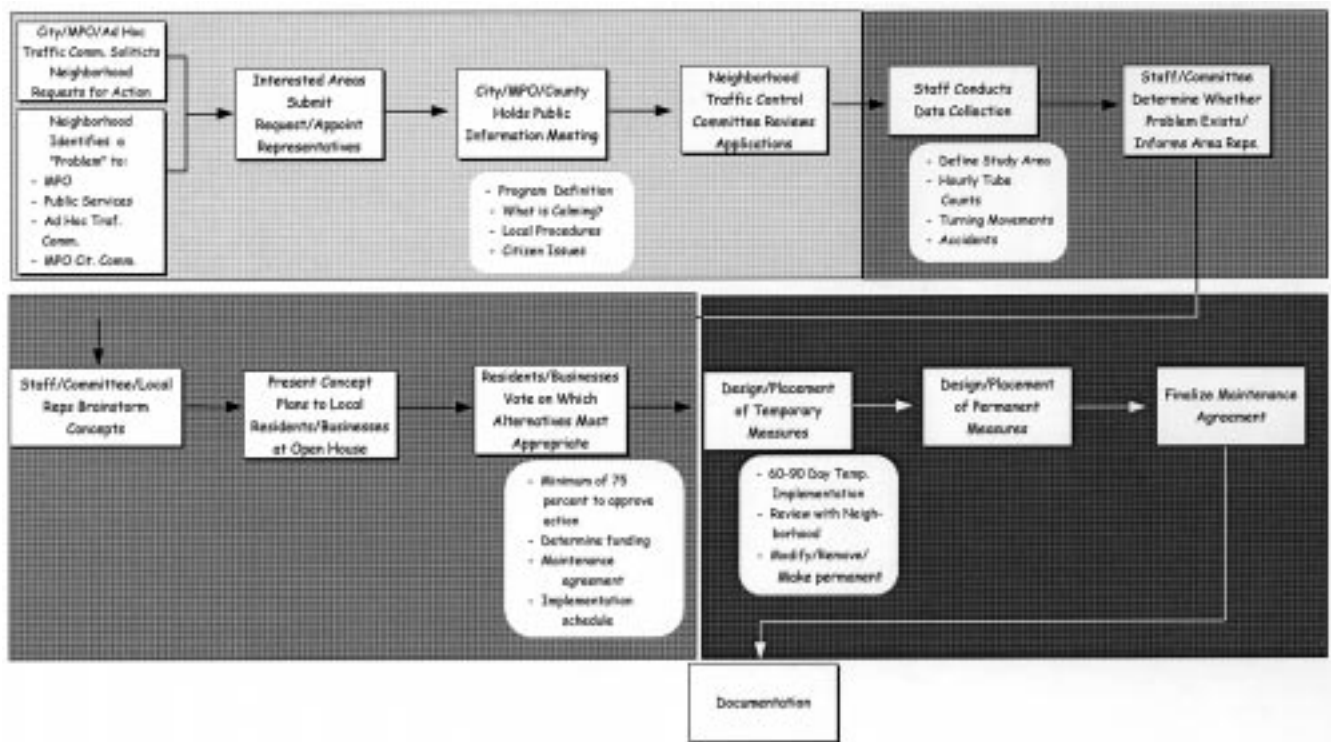 City/MPO/Ad Hoc
Traffic Comm. Soliticts
Neighborhood
Requests for Action
Neighborhood
Identifies a
"Problem" to:
- MPO
- Public Services
- Ad Hoc Traf.
Comm.
- MPO Cit. Comm.
Interested Areas
Submit
Request/Appoint
Representatives
City/MPO/County
Holds Public
Information Meeting
- Program Definition
- What is Calming?
- Local Procedures
- Citizen Issues
Neighborhood
Traffic Control
Committee Reviews
Applications
Staff Conducts
Data Collection
- Define Study Area
- Hourly Tube
Counts
- Turning Movements
- Accidents
Staff/Committee
Determine Whether
Problem Exists/
Informs Area Reps.
Staff/Committee/Local
Reps Brainstorm
Concepts
Present Concept
Plans to Local
Residents/Businesses
at Open House
Residents/Businesses
Vote on Which
Alternatives Most
Appropriate
- Minimum of 75
percent to approve
action
- Determine funding
- Maintenance
agreement
- Implementation
schedule
Design/Placement
of Temporary
Measures
- 60-90 Day Temp.
Implementation
- Review with Neigh-
borhood
- Modify/Remove/
Make permanent
Design/Placement
of Permanent
Measures
Finalize Maintenance
Agreement
Documentation